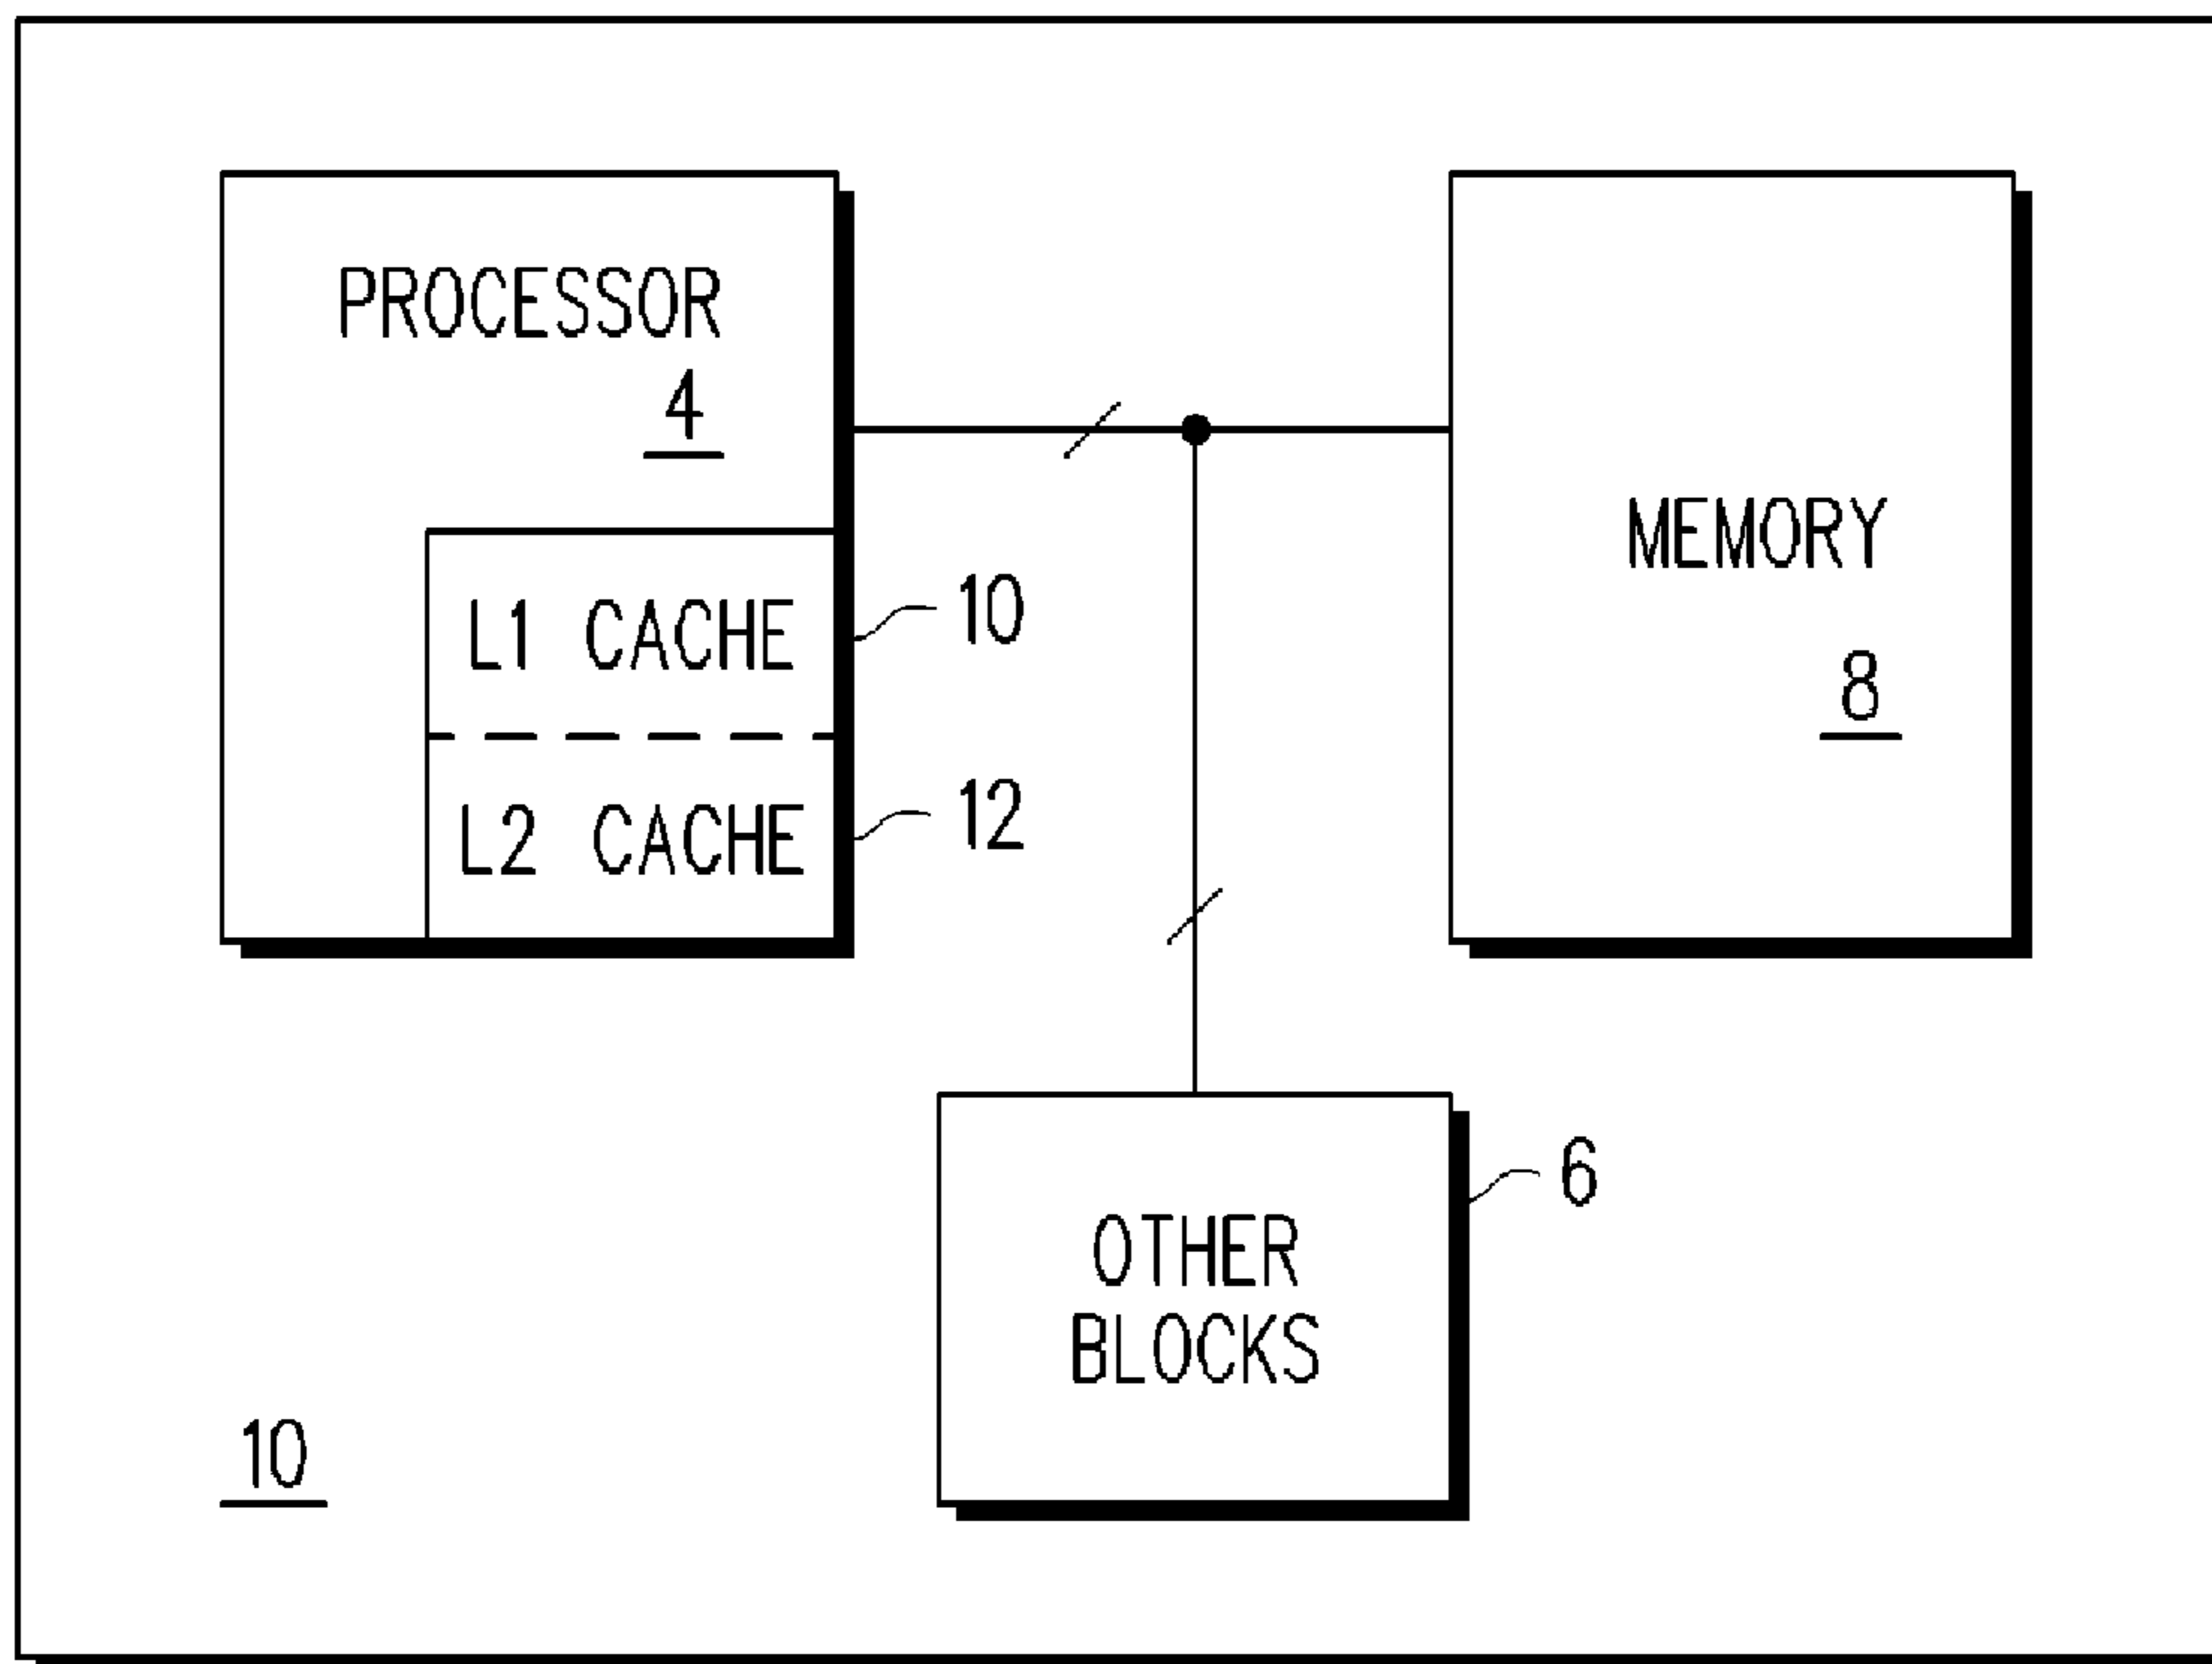 PROCESSOR
4
L1 CACHE
10
L2 CACHE
12
MEMORY
8
OTHER
BLOCKS
6
10